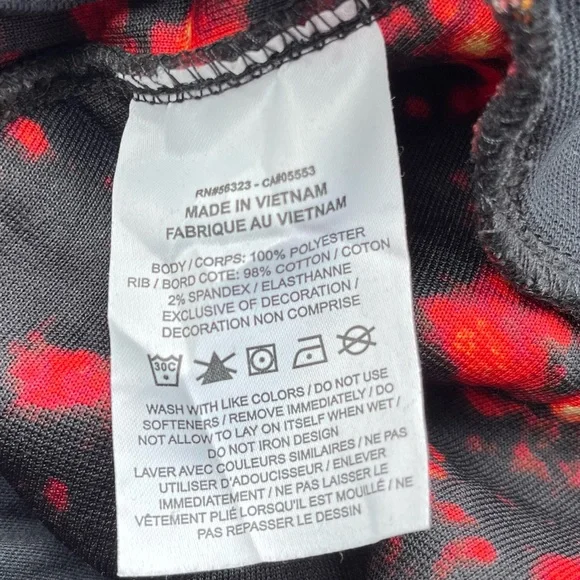 RN#56323 - CA#05553
MADE IN VIETNAM
FABRIQUE AU VIETNAM
BODY / CORPS: 100% POLYESTER
RIB / BORD COTE: 98% COTTON / COTON
2% SPANDEX / ELASTHANNE
EXCLUSIVE OF DECORATION /
DECORATION NON COMPRISE
30C
WASH WITH LIKE COLORS / DO NOT USE
SOFTENERS / REMOVE IMMEDIATELY / DO
NOT ALLOW TO LAY ON ITSELF WHEN WET /
DO NOT IRON DESIGN
LAVER AVEC COULEURS SIMILAIRES / NE PAS
UTILISER D'ADOUCISSEUR / ENLEVER
IMMEDIATEMENT / NE PAS LAISSER LE
VÊTEMENT PLIÉ LORSQU'IL EST MOUILLÉ / NE
PAS REPASSER LE DESSIN